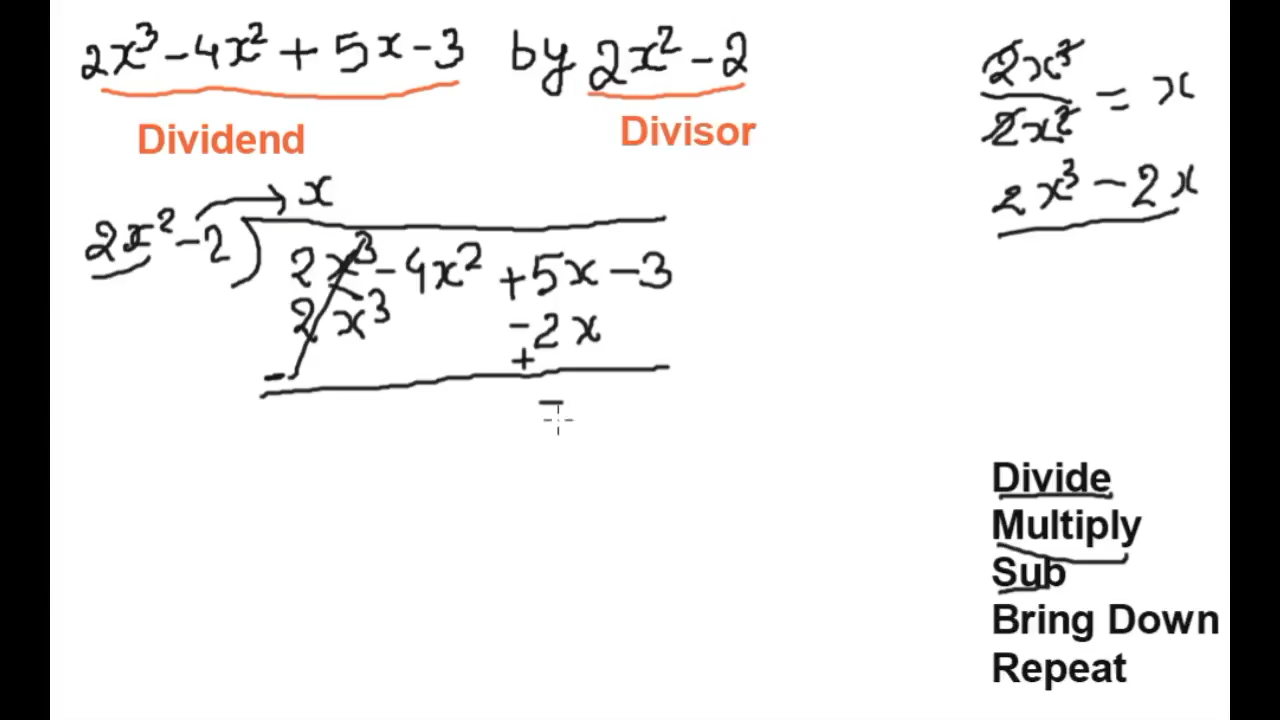 2x³ - 4x² + 5x - 3 by 2x² - 2
Dividend
Divisor
2x³/2x² = x
2x³ - 2x
x
2x² - 2 ) 2x³ - 4x² + 5x - 3
2x³ - 2x
- +
Divide
Multiply
Sub
Bring Down
Repeat